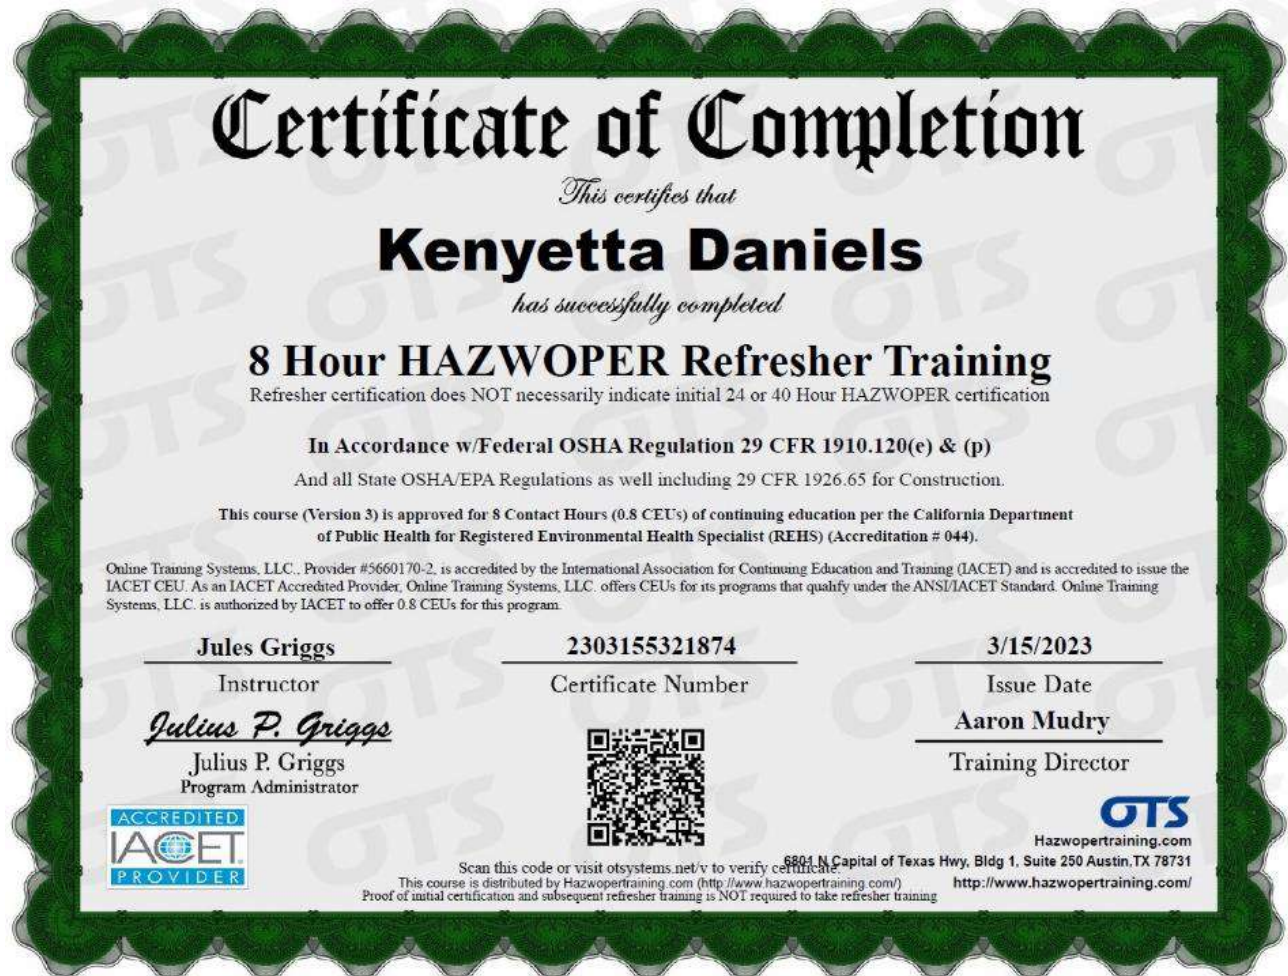 Certificate of Completion
This certifies that
Kenyetta Daniels
has successfully completed
8 Hour HAZWOPER Refresher Training
Refresher certification does NOT necessarily indicate initial 24 or 40 Hour HAZWOPER certification
In Accordance w/Federal OSHA Regulation 29 CFR 1910.120(e) & (p)
And all State OSHA/EPA Regulations as well including 29 CFR 1926.65 for Construction.
This course (Version 3) is approved for 8 Contact Hours (0.8 CEUs) of continuing education per the California Department
of Public Health for Registered Environmental Health Specialist (REHS) (Accreditation # 044).
Online Training Systems, LLC., Provider #5660170-2, is accredited by the International Association for Continuing Education and Training (IACET) and is accredited to issue the
IACET CEU. As an IACET Accredited Provider, Online Training Systems, LLC. offers CEUs for its programs that qualify under the ANSI/IACET Standard. Online Training
Systems, LLC. is authorized by IACET to offer 0.8 CEUs for this program.
Jules Griggs
Instructor
Julius P. Griggs
Julius P. Griggs
Program Administrator
2303155321874
Certificate Number
3/15/2023
Issue Date
Aaron Mudry
Training Director
ACCREDITED
IACET
PROVIDER
OTS
Hazwopertraining.com
6801 N Capital of Texas Hwy, Bldg 1, Suite 250 Austin,TX 78731
http://www.hazwopertraining.com/
Scan this code or visit otsystems.net/v to verify certificate.
This course is distributed by Hazwopertraining.com (http://www.hazwopertraining.com/)
Proof of initial certification and subsequent refresher training is NOT required to take refresher training